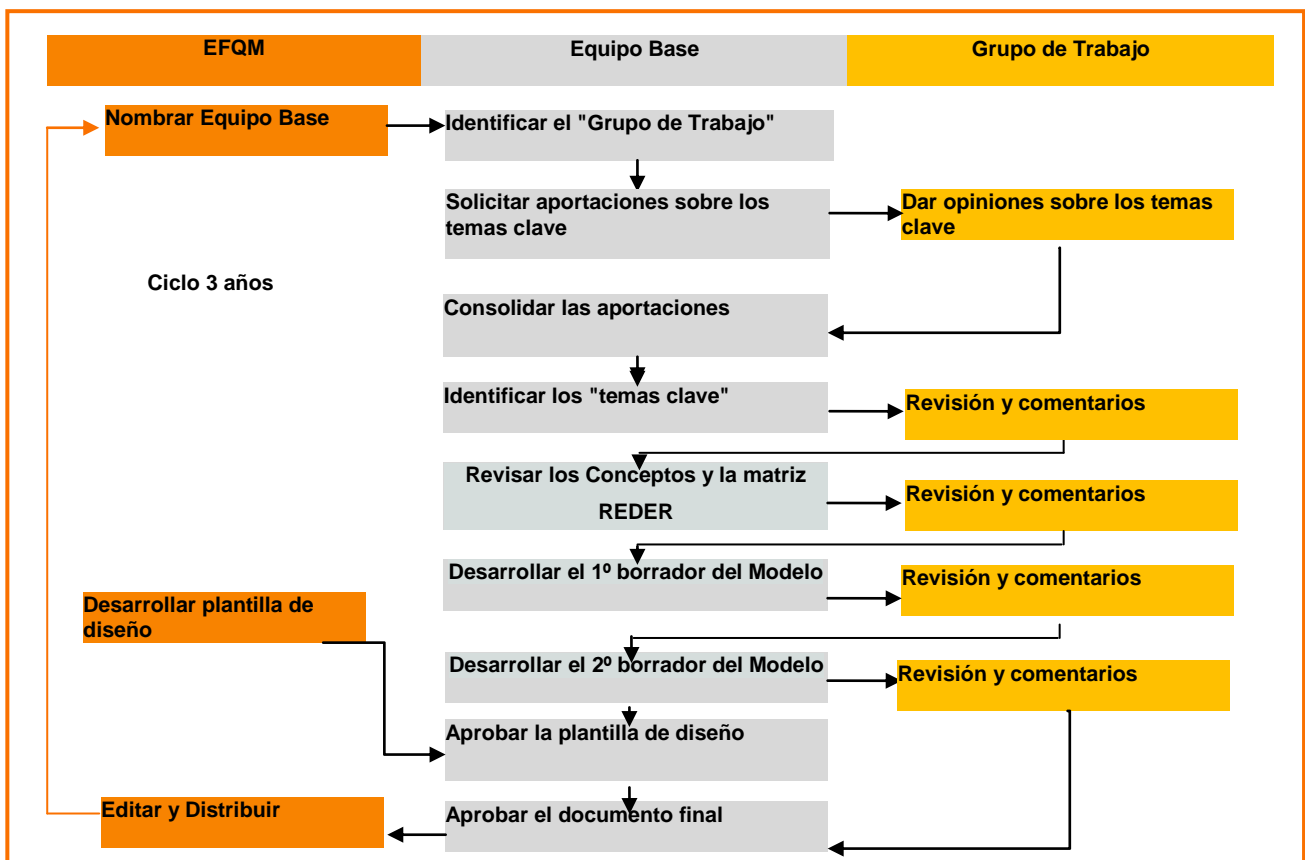 EFQM
Equipo Base
Grupo de Trabajo
Nombrar Equipo Base
Identificar el "Grupo de Trabajo"
Solicitar aportaciones sobre los
temas clave
Dar opiniones sobre los temas
clave
Ciclo 3 años
Consolidar las aportaciones
Identificar los "temas clave"
Revisión y comentarios
Revisar los Conceptos y la matriz
REDER
Revisión y comentarios
Desarrollar el 1º borrador del Modelo
Revisión y comentarios
Desarrollar plantilla de
diseño
Desarrollar el 2º borrador del Modelo
Revisión y comentarios
Aprobar la plantilla de diseño
Editar y Distribuir
Aprobar el documento final